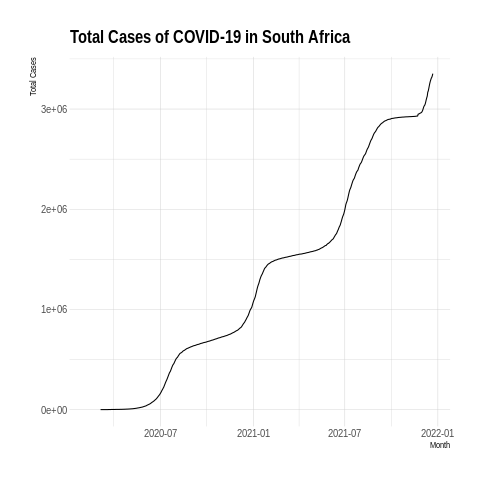 Total Cases of COVID-19 in South Africa
Total Cases
3e+06
2e+06
1e+06
0e+00
2020-07 2021-01 2021-07 2022-01
Month